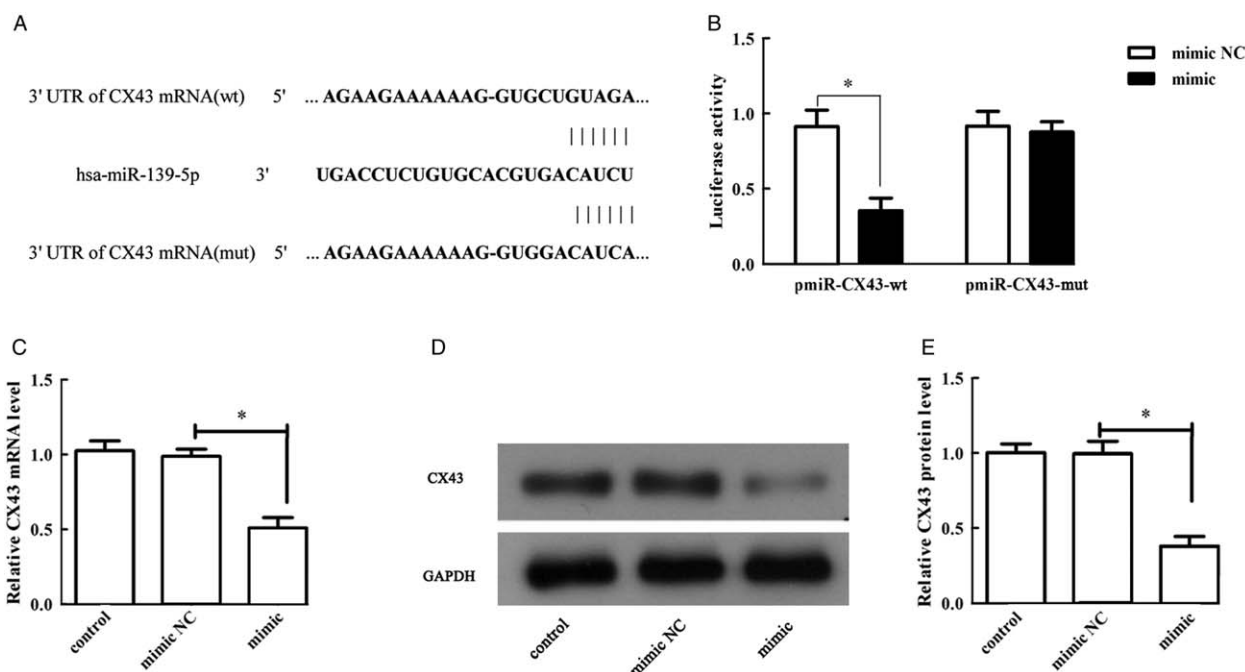 A
3' UTR of CX43 mRNA(wt) 5' ... AGAAGAAAAAAG-GUGCUGUAGA...
hsa-miR-139-5p 3' UGACCUCUGUGCACGUGACAUCU
3' UTR of CX43 mRNA(mut) 5' ... AGAAGAAAAAAG-GUGGACAUCA...
B
mimic NC
mimic
Luciferase activity
1.5
1.0
0.5
0.0
*
pmiR-CX43-wt pmiR-CX43-mut
C
Relative CX43 mRNA level
1.5
1.0
0.5
0.0
*
control mimic NC mimic
D
CX43
GAPDH
control mimic NC mimic
E
Relative CX43 protein level
1.5
1.0
0.5
0.0
*
control mimic NC mimic